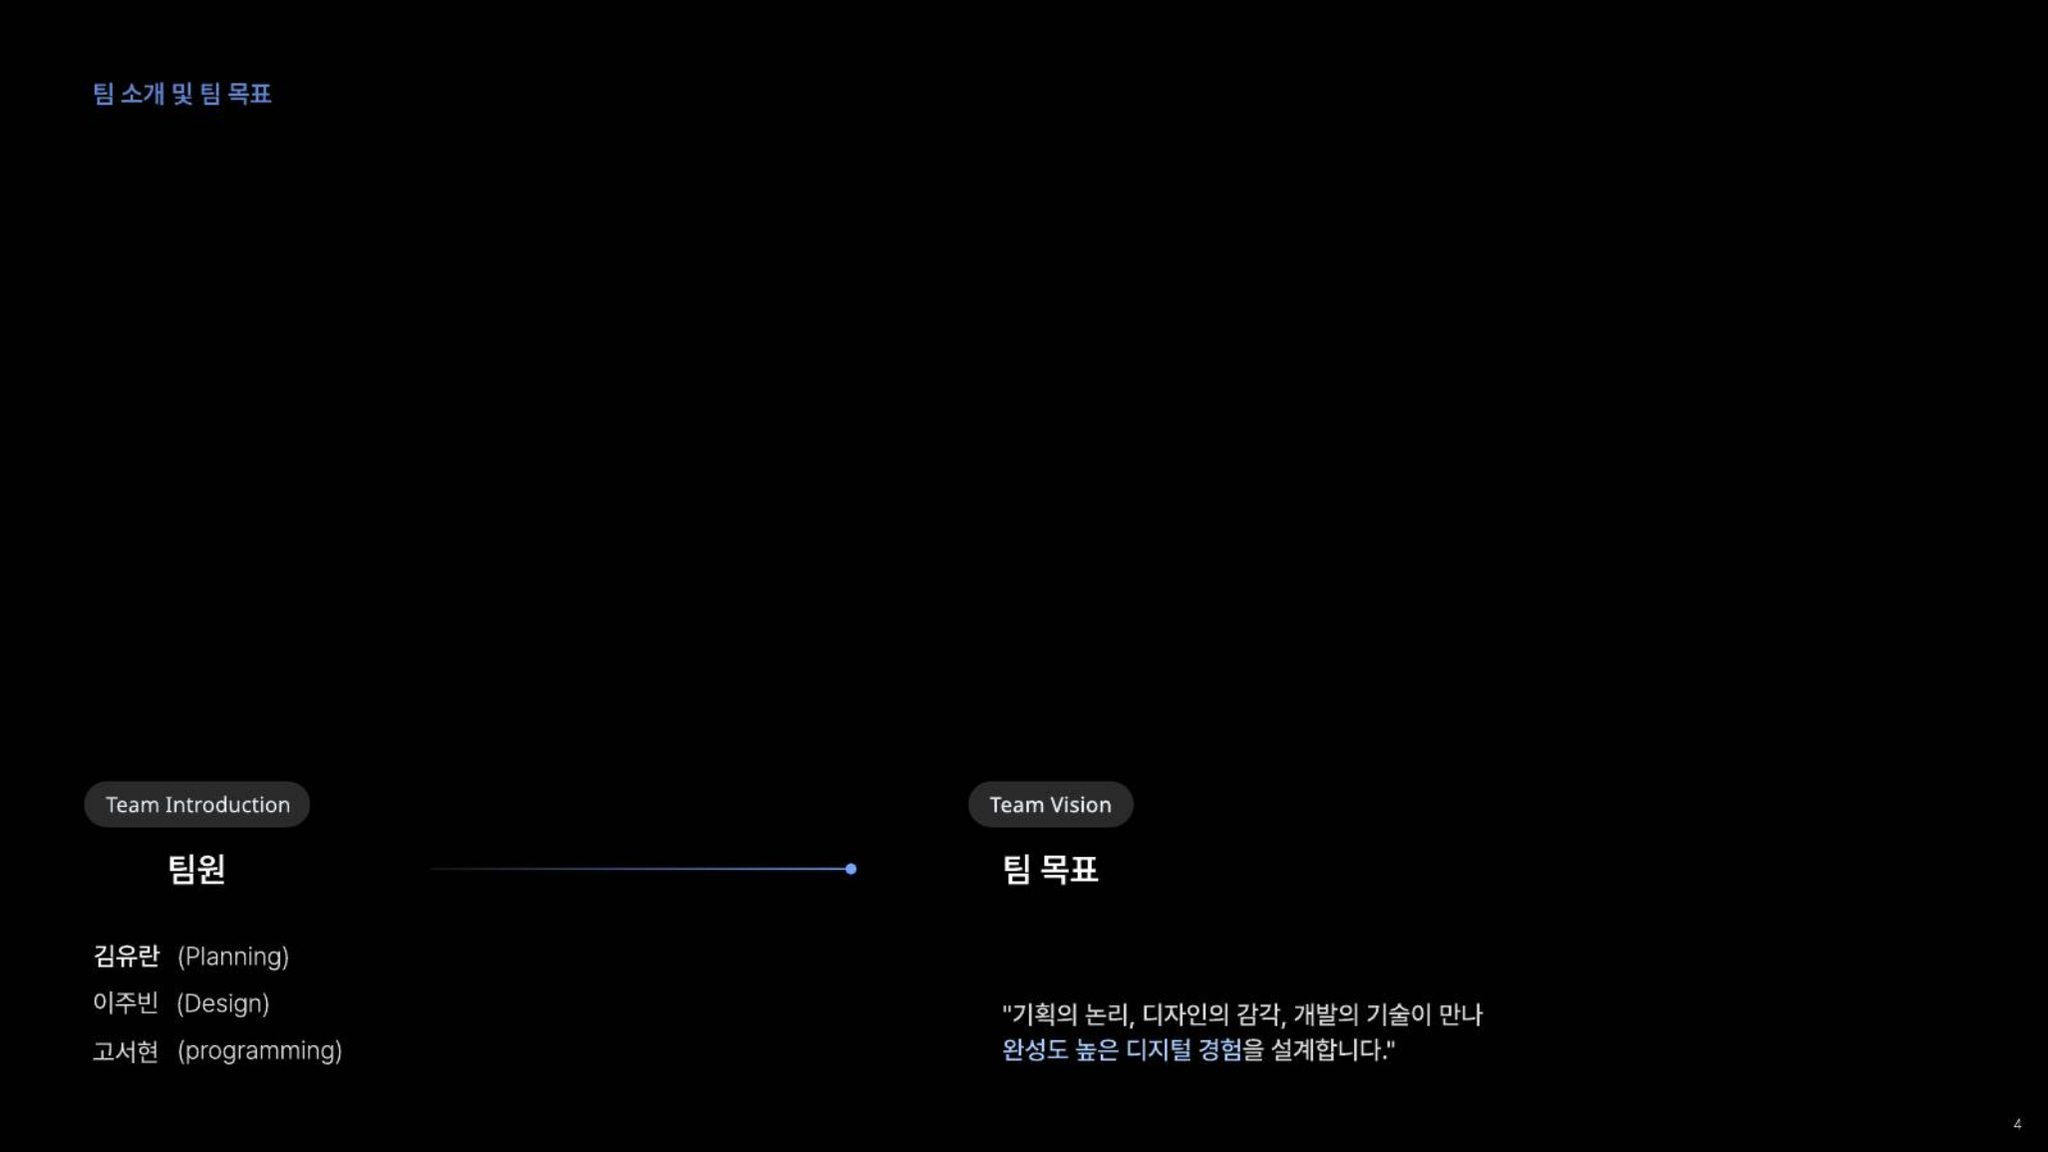 팀 소개 및 팀 목표
Team Introduction
팀원
김유란 (Planning)
이주빈 (Design)
고서현 (programming)
Team Vision
팀 목표
"기획의 논리, 디자인의 감각, 개발의 기술이 만나
완성도 높은 디지털 경험을 설계합니다."
4